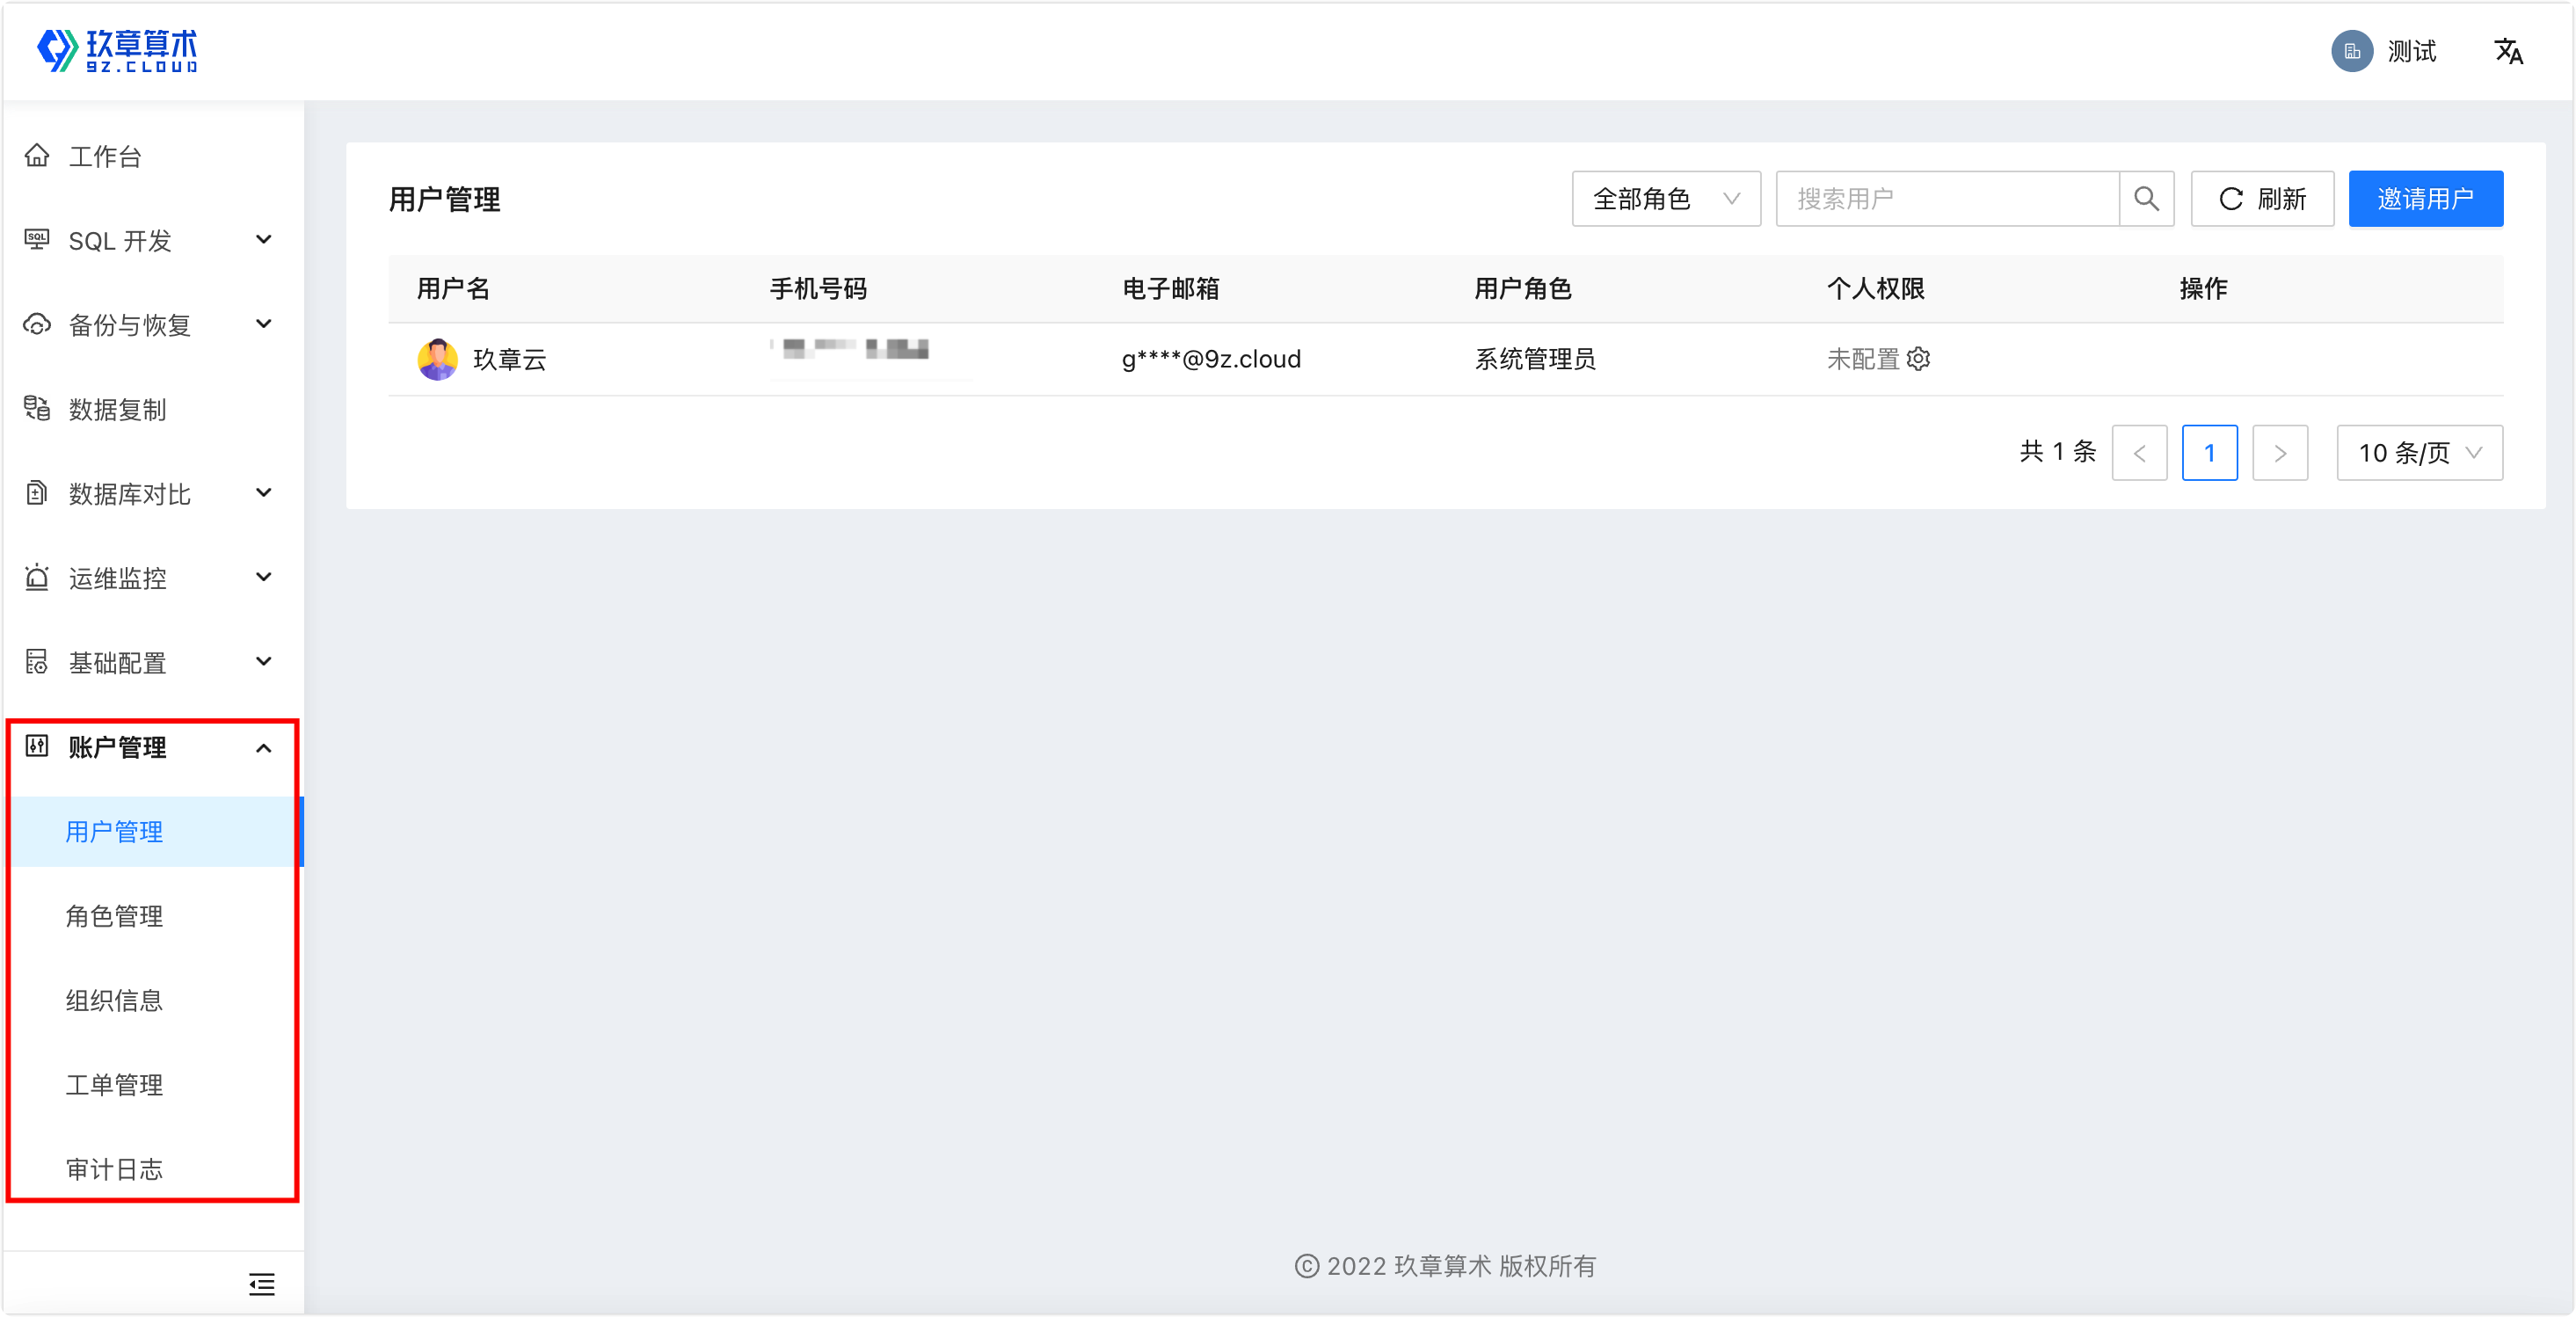 玖章算术
9Z.CLOUD
测试
工作台
SQL 开发
备份与恢复
数据复制
数据库对比
运维监控
基础配置
账户管理
用户管理
角色管理
组织信息
工单管理
审计日志
用户管理
全部角色
搜索用户
刷新
邀请用户
用户名 手机号码 电子邮箱 用户角色 个人权限 操作
玖章云 g****@9z.cloud 系统管理员 未配置
共 1 条 < 1 > 10 条/页
© 2022 玖章算术 版权所有